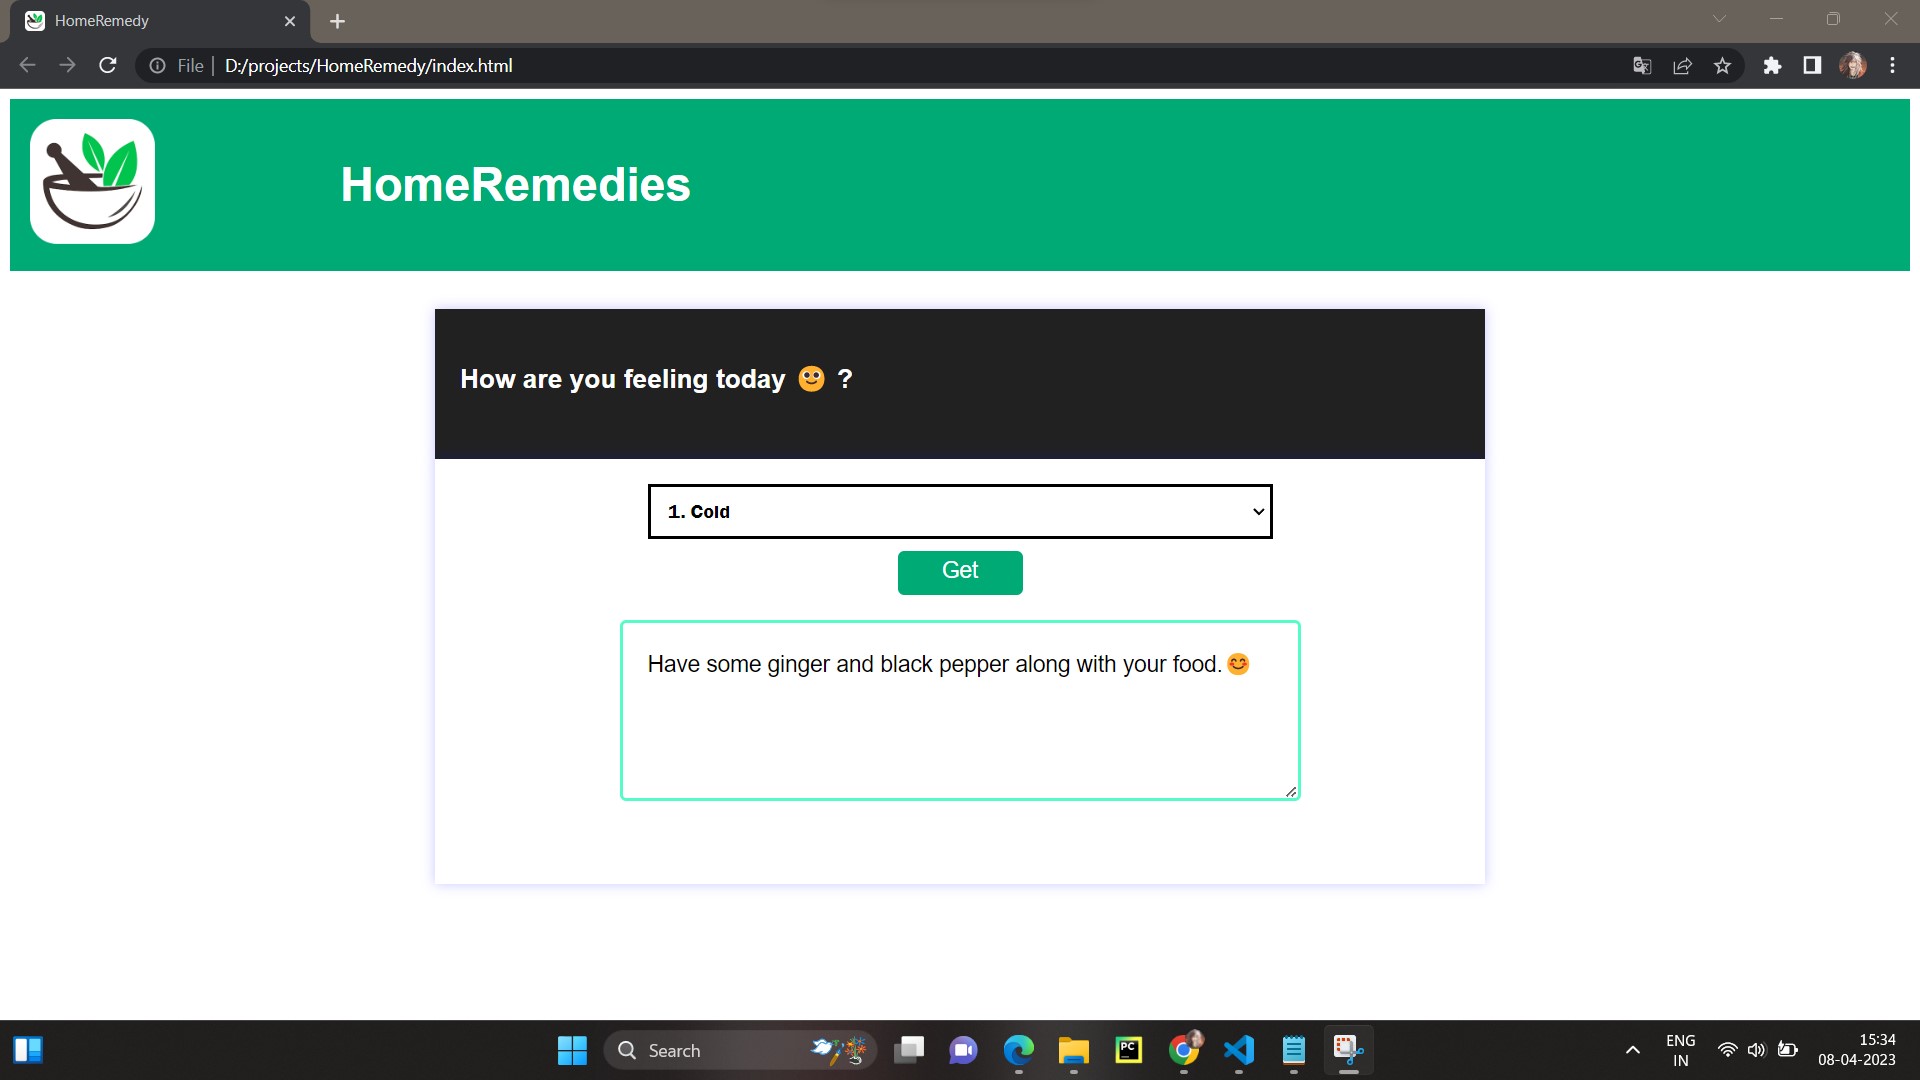 HomeRemedy
File
D:/projects/HomeRemedy/index.html
HomeRemedies
How are you feeling today 🙂 ?
1. Cold
Get
Have some ginger and black pepper along with your food.😊
Search
PC
ENG
IN
15:34
08-04-2023